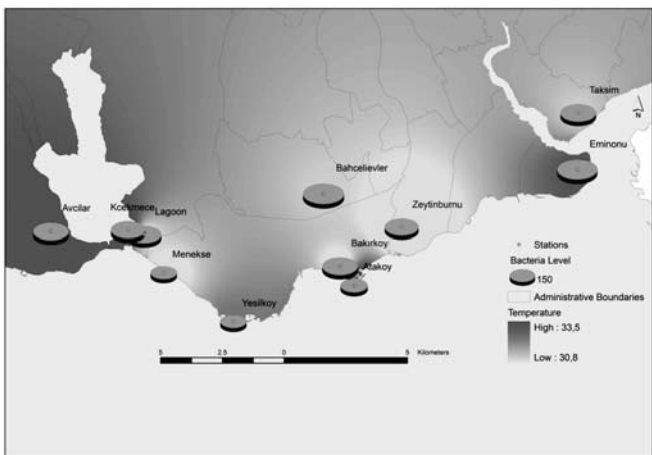 Taksim
N
Eminonu
Bahcelievler
Zeytinburnu
Avcilar
Kcekmece
Lagoon
Menekse
Bakırkoy
Atakoy
Yesilkoy
Stations
Bacteria Level
150
Administrative Boundaries
Temperature
High : 33,5
Low : 30,8
5 2.5 0 5
Kilometers